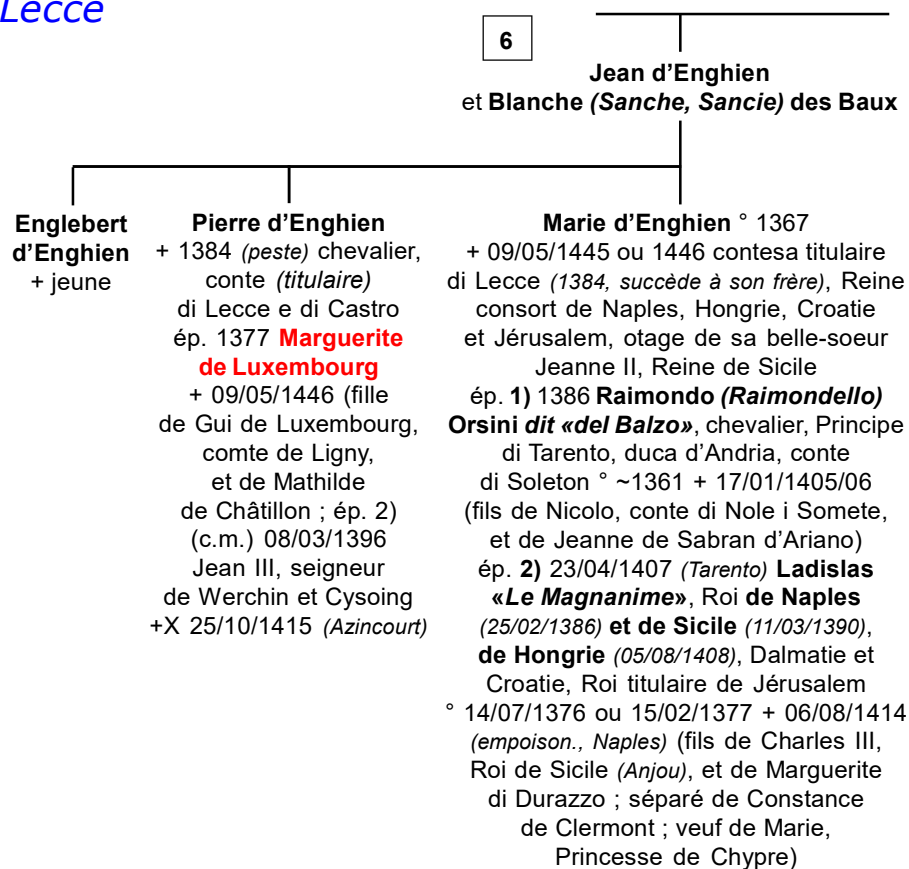 Lecce
6
Jean d’Enghien
et Blanche (Sanche, Sancie) des Baux
Englebert
d’Enghien
+ jeune
Pierre d’Enghien
+ 1384 (peste) chevalier,
conte (titulaire)
di Lecce e di Castro
ép. 1377 Marguerite
de Luxembourg
+ 09/05/1446 (fille
de Gui de Luxembourg,
comte de Ligny,
et de Mathilde
de Châtillon ; ép. 2)
(c.m.) 08/03/1396
Jean III, seigneur
de Werchin et Cysoing
+X 25/10/1415 (Azincourt)
Marie d’Enghien ° 1367
+ 09/05/1445 ou 1446 contesa titulaire
di Lecce (1384, succède à son frère), Reine
consort de Naples, Hongrie, Croatie
et Jérusalem, otage de sa belle-soeur
Jeanne II, Reine de Sicile
ép. 1) 1386 Raimondo (Raimondello)
Orsini dit «del Balzo», chevalier, Principe
di Tarento, duca d’Andria, conte
di Soleton ° ~1361 + 17/01/1405/06
(fils de Nicolo, conte di Nole i Somete,
et de Jeanne de Sabran d’Ariano)
ép. 2) 23/04/1407 (Tarento) Ladislas
«Le Magnanime», Roi de Naples
(25/02/1386) et de Sicile (11/03/1390),
de Hongrie (05/08/1408), Dalmatie et
Croatie, Roi titulaire de Jérusalem
° 14/07/1376 ou 15/02/1377 + 06/08/1414
(empoison., Naples) (fils de Charles III,
Roi de Sicile (Anjou), et de Marguerite
di Durazzo ; séparé de Constance
de Clermont ; veuf de Marie,
Princesse de Chypre)